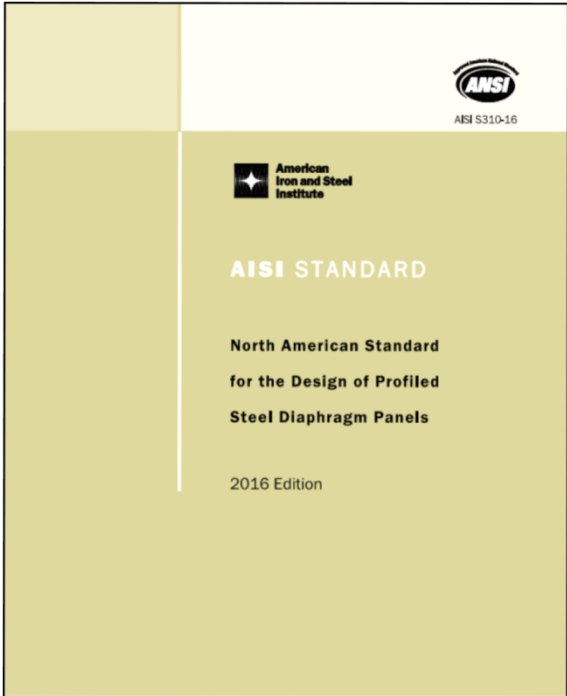 ANSI
AISI S310-16
American
Iron and Steel
Institute
AISI STANDARD
North American Standard
for the Design of Profiled
Steel Diaphragm Panels
2016 Edition